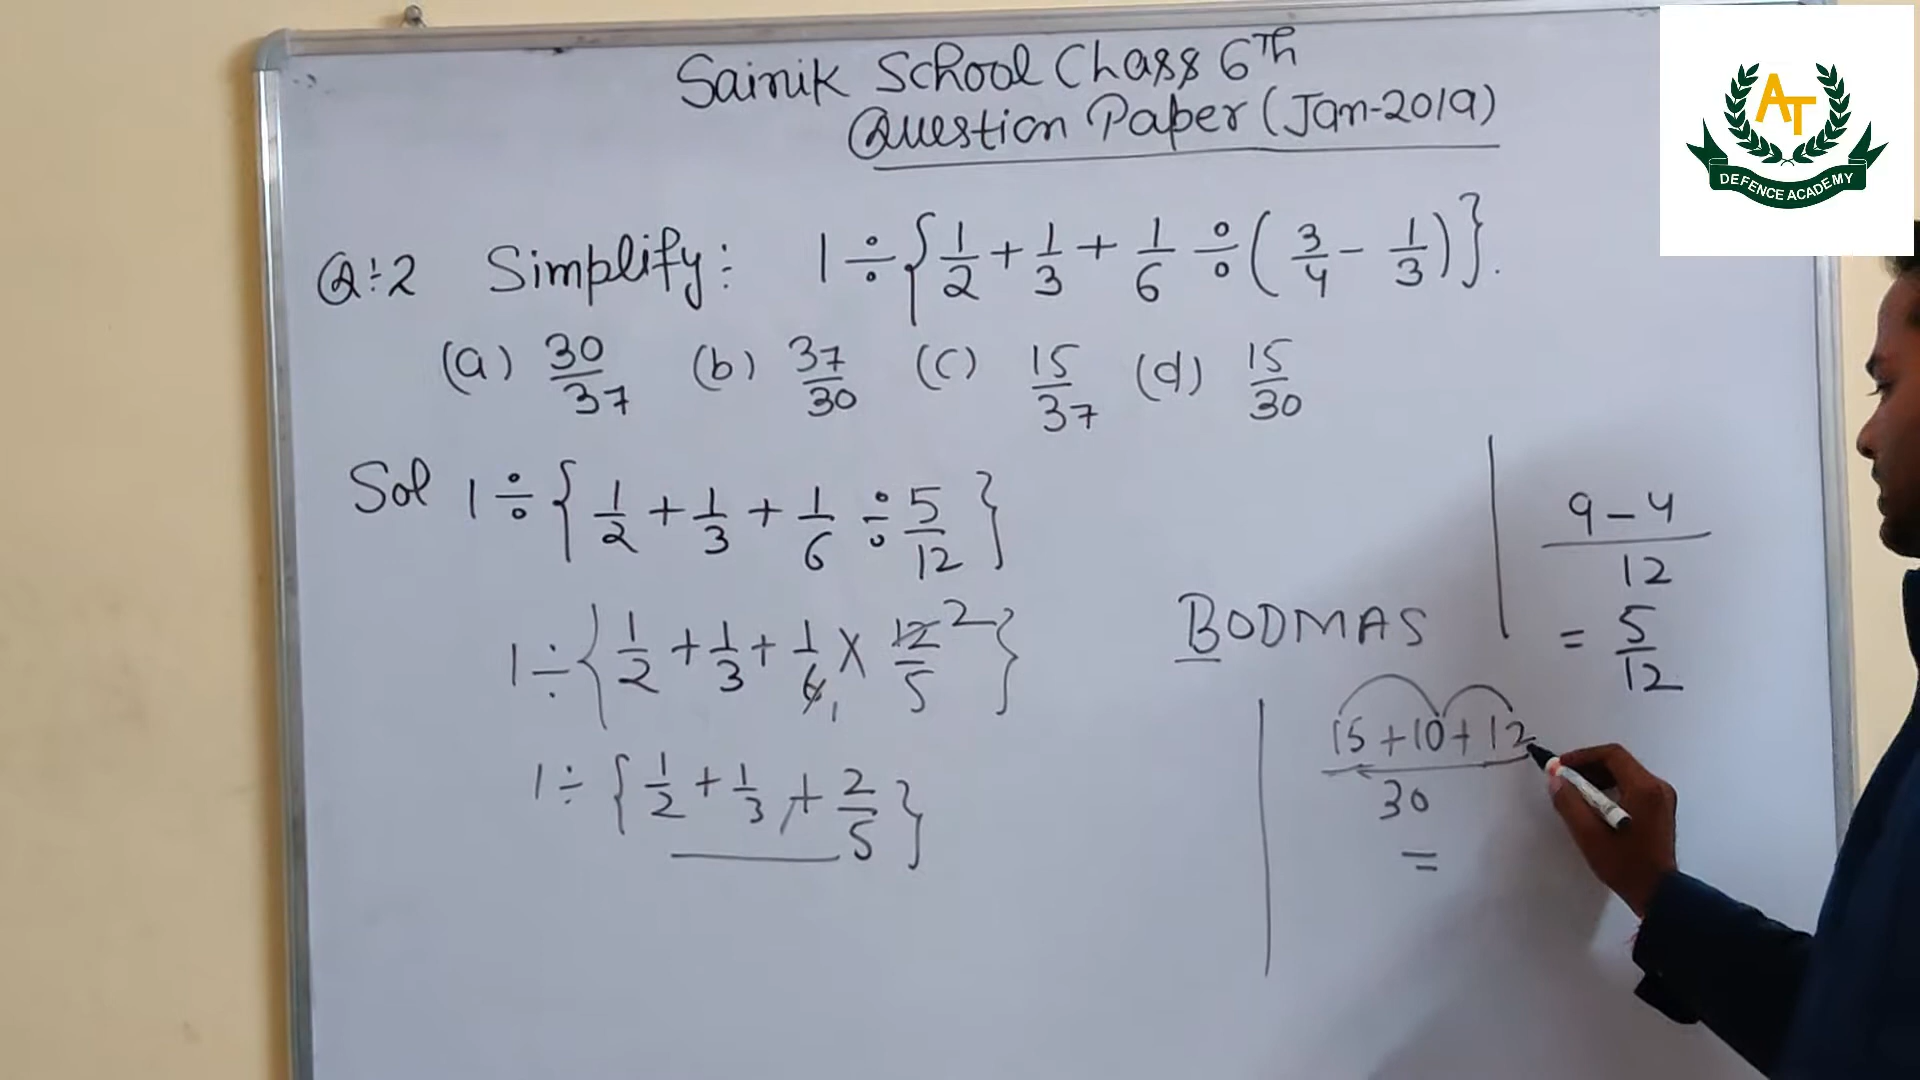 Sainik School Class 6Th
Question Paper (Jan-2019)
AT
DEFENCE ACADEMY
Q:2 Simplify: 1 ÷ { 1/2 + 1/3 + 1/6 ÷ ( 3/4 - 1/3 ) }.
(a) 30/37 (b) 37/30 (c) 15/37 (d) 15/30
Sol 1 ÷ { 1/2 + 1/3 + 1/6 ÷ 5/12 }
1 ÷ { 1/2 + 1/3 + 1/6 1 × 12 2/5 }
1 ÷ { 1/2 + 1/3 + 2/5 }
BODMAS
9 - 4
12
= 5/12
15 + 10 + 12
30
=